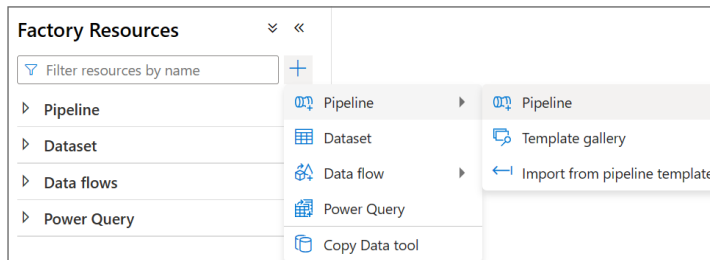 Factory Resources
Filter resources by name
Pipeline
Dataset
Data flows
Power Query
Pipeline
Dataset
Data flow
Power Query
Copy Data tool
Pipeline
Template gallery
Import from pipeline template